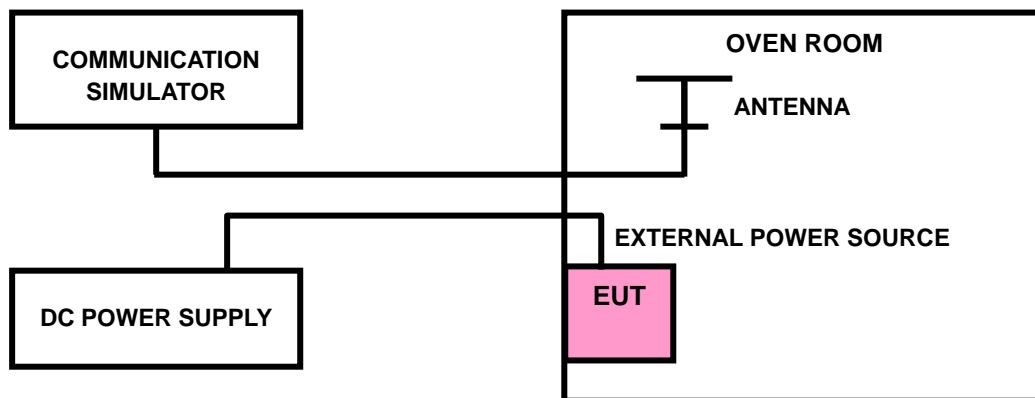 COMMUNICATION
SIMULATOR
OVEN ROOM
ANTENNA
EXTERNAL POWER SOURCE
EUT
DC POWER SUPPLY